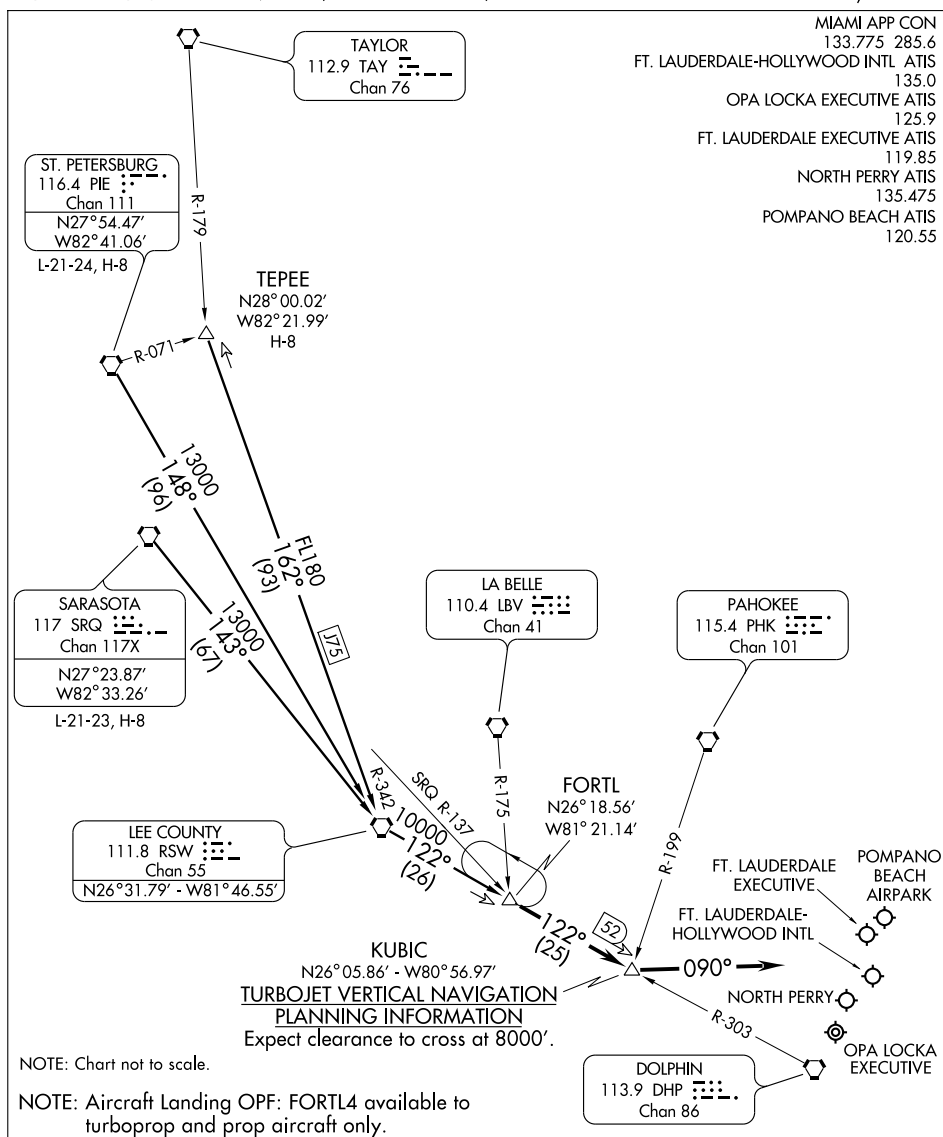 MIAMI APP CON
133.775 285.6
FT. LAUDERDALE-HOLLYWOOD INTL ATIS
135.0
OPA LOCKA EXECUTIVE ATIS
125.9
FT. LAUDERDALE EXECUTIVE ATIS
119.85
NORTH PERRY ATIS
135.475
POMPANO BEACH ATIS
120.55
TAYLOR
112.9 TAY
Chan 76
ST. PETERSBURG
116.4 PIE
Chan 111
N27°54.47′
W82°41.06′
L-21-24, H-8
R-179
TEPEE
N28°00.02′
W82°21.99′
H-8
R-071
13000
148°
(96)
FL180
162°
(93)
J75
SARASOTA
117 SRQ
Chan 117X
N27°23.87′
W82°33.26′
L-21-23, H-8
13000
143°
(67)
LA BELLE
110.4 LBV
Chan 41
PAHOKEE
115.4 PHK
Chan 101
R-342
SRQ R-137
R-175
R-199
FORTL
N26°18.56′
W81°21.14′
LEE COUNTY
111.8 RSW
Chan 55
N26°31.79′ - W81°46.55′
10000
122°
(26)
122°
(25)
52
KUBIC
N26°05.86′ - W80°56.97′
TURBOJET VERTICAL NAVIGATION
PLANNING INFORMATION
Expect clearance to cross at 8000′.
090°
FT. LAUDERDALE
EXECUTIVE
POMPANO
BEACH
AIRPARK
FT. LAUDERDALE-
HOLLYWOOD INTL
NORTH PERRY
OPA LOCKA
EXECUTIVE
R-303
DOLPHIN
113.9 DHP
Chan 86
NOTE: Chart not to scale.
NOTE: Aircraft Landing OPF: FORTL4 available to
turboprop and prop aircraft only.